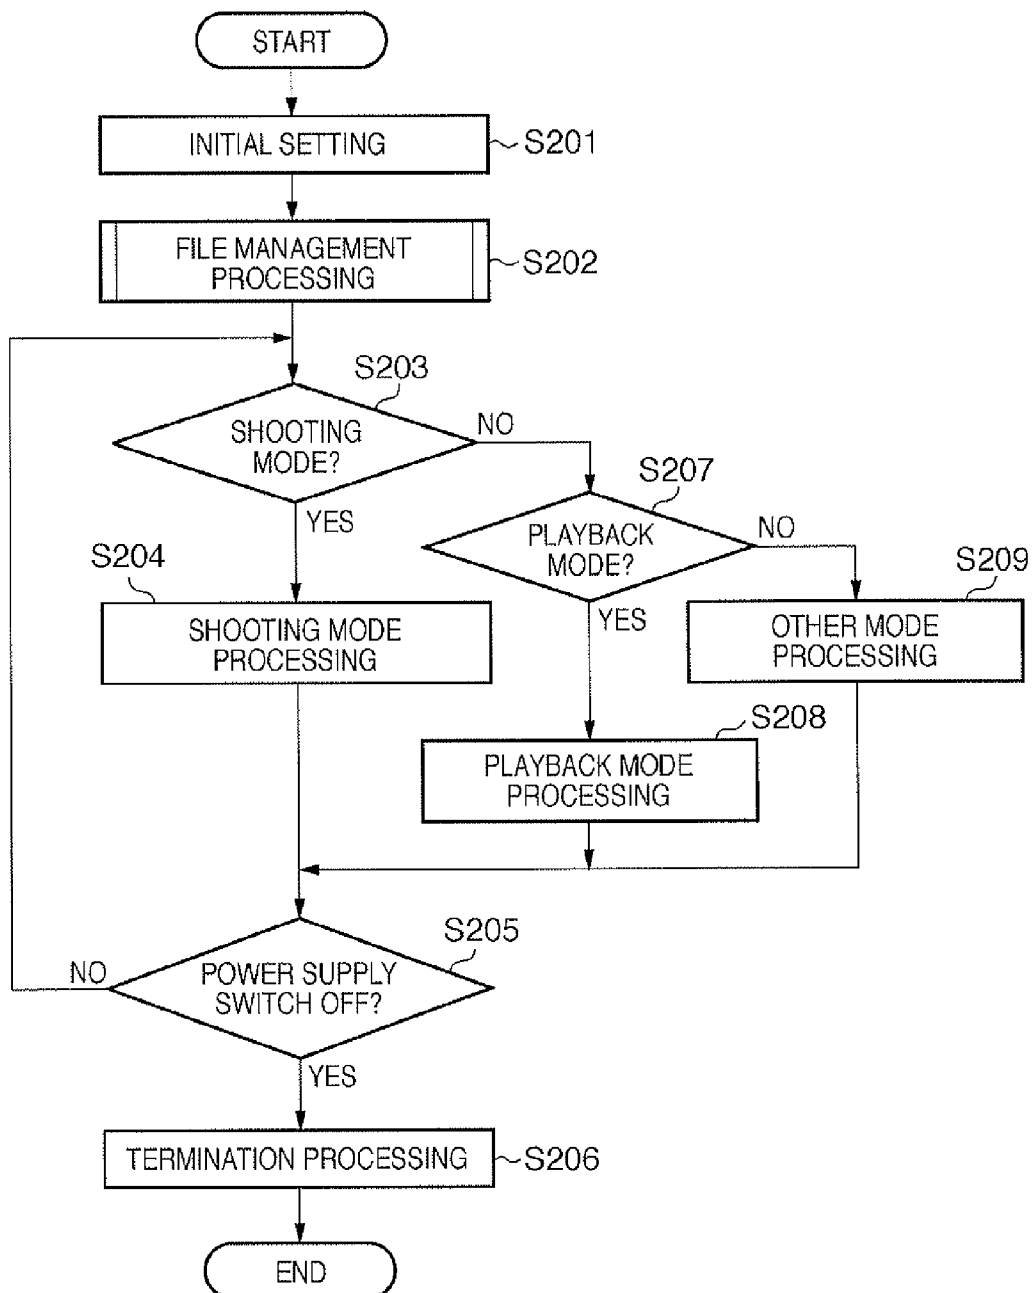 START
INITIAL SETTING
S201
FILE MANAGEMENT
PROCESSING
S202
S203
SHOOTING
MODE?
NO
YES
S207
PLAYBACK
MODE?
NO
YES
S204
SHOOTING MODE
PROCESSING
S209
OTHER MODE
PROCESSING
S208
PLAYBACK MODE
PROCESSING
S205
POWER SUPPLY
SWITCH OFF?
NO
YES
TERMINATION PROCESSING
S206
END